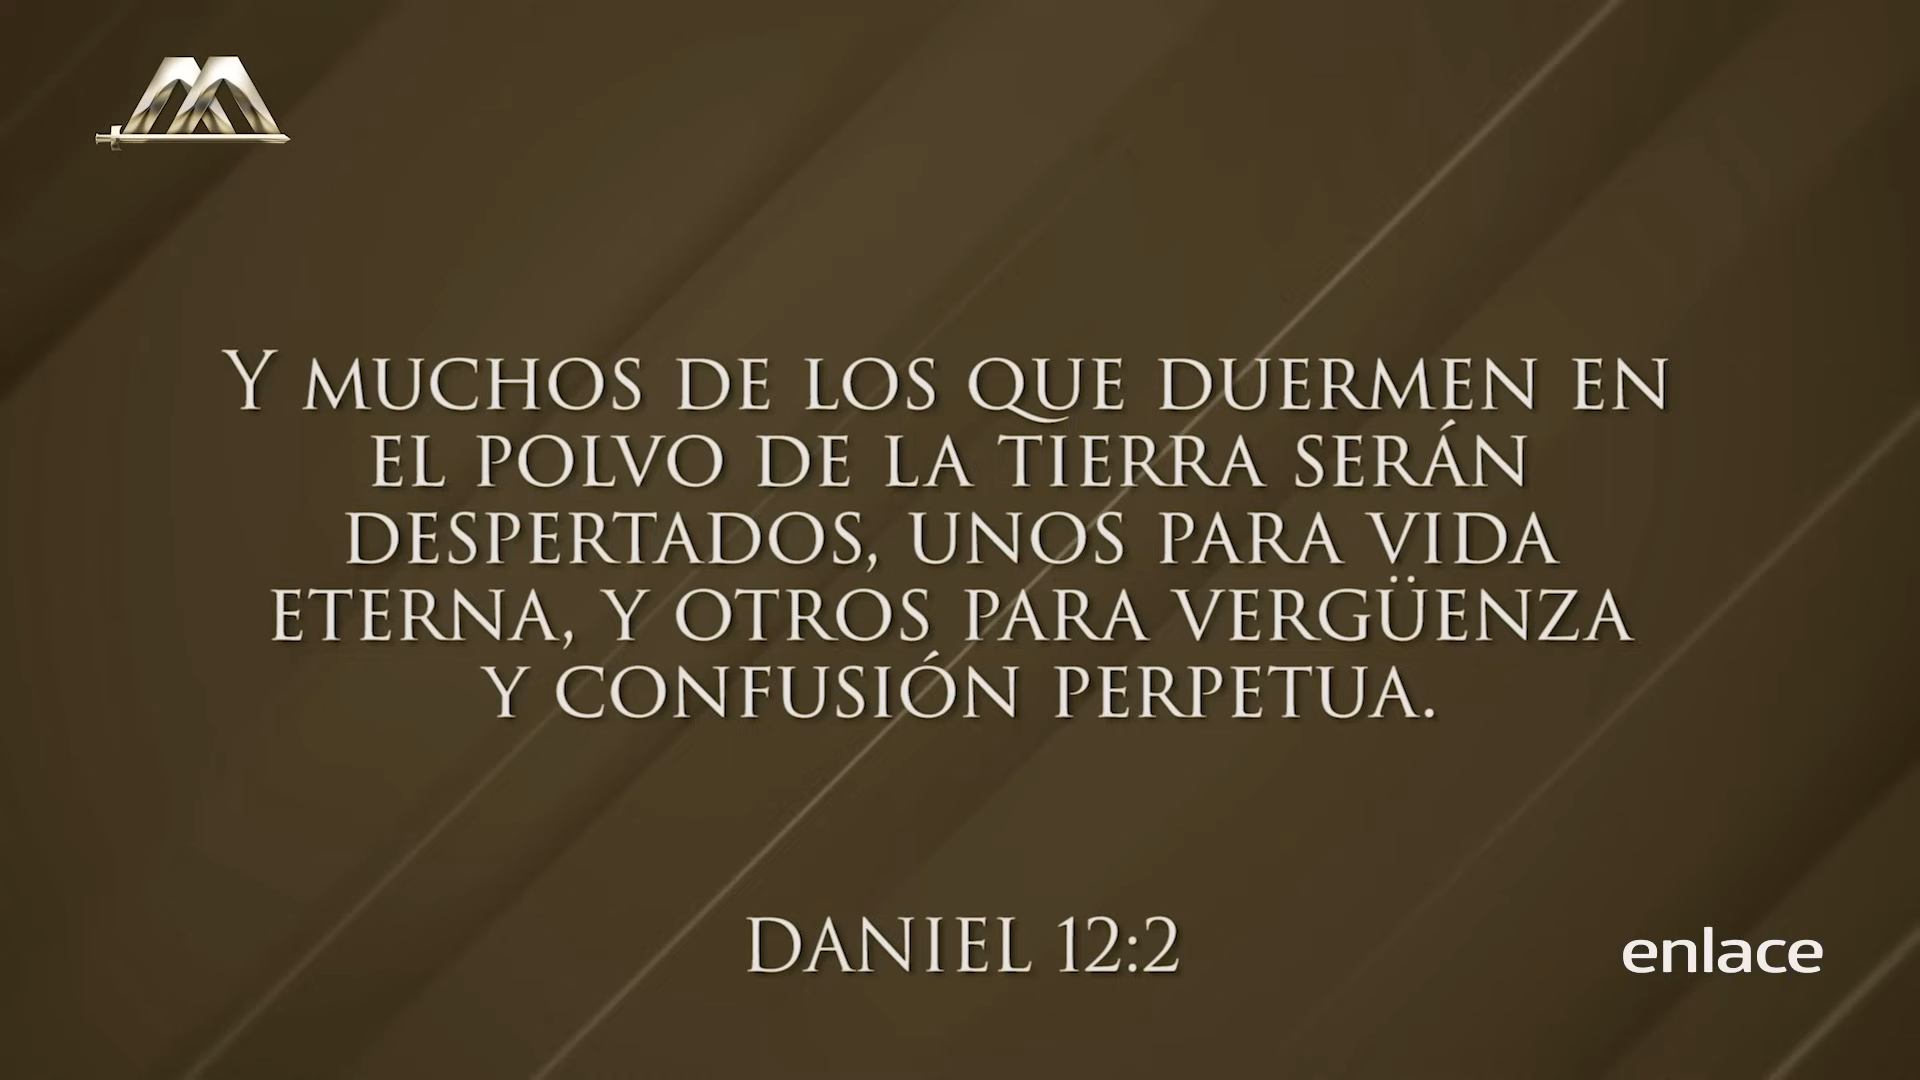 Y MUCHOS DE LOS QUE DUERMEN EN
EL POLVO DE LA TIERRA SERÁN
DESPERTADOS, UNOS PARA VIDA
ETERNA, Y OTROS PARA VERGÜENZA
Y CONFUSIÓN PERPETUA.
DANIEL 12:2
enlace